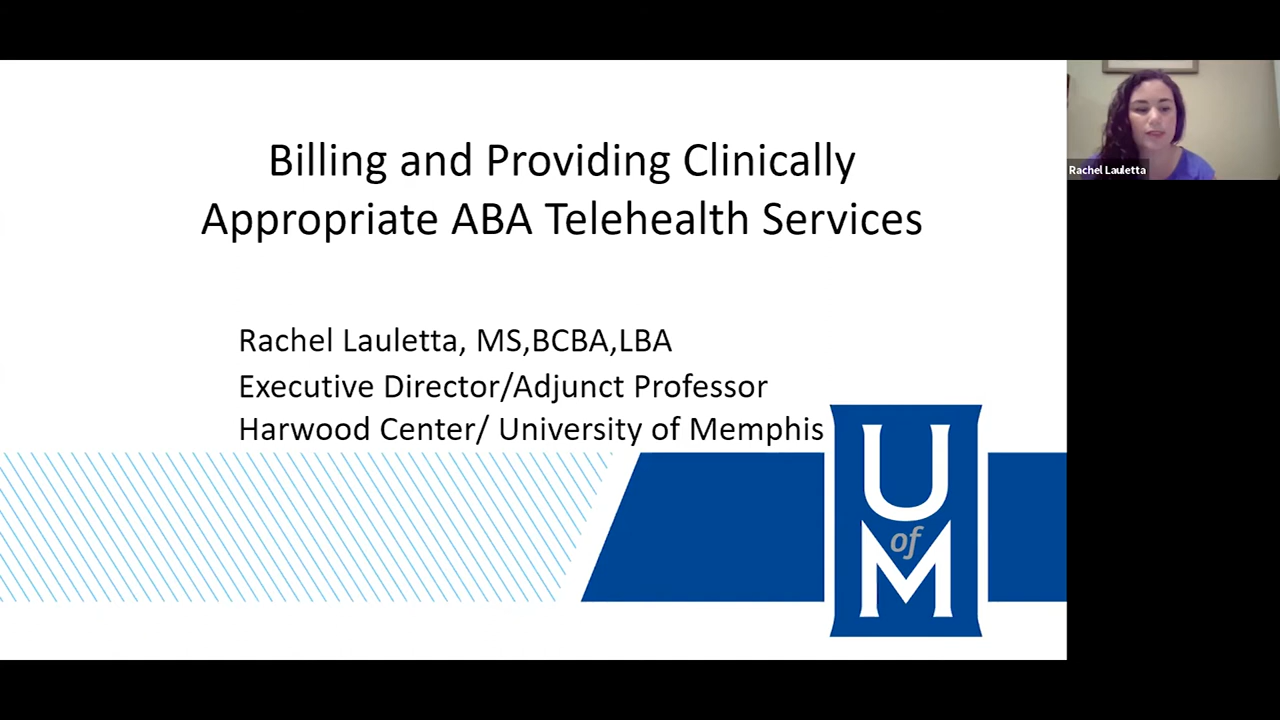 Billing and Providing Clinically
Appropriate ABA Telehealth Services
Rachel Lauletta, MS,BCBA,LBA
Executive Director/Adjunct Professor
Harwood Center/ University of Memphis
U
of
M
Rachel Lauletta